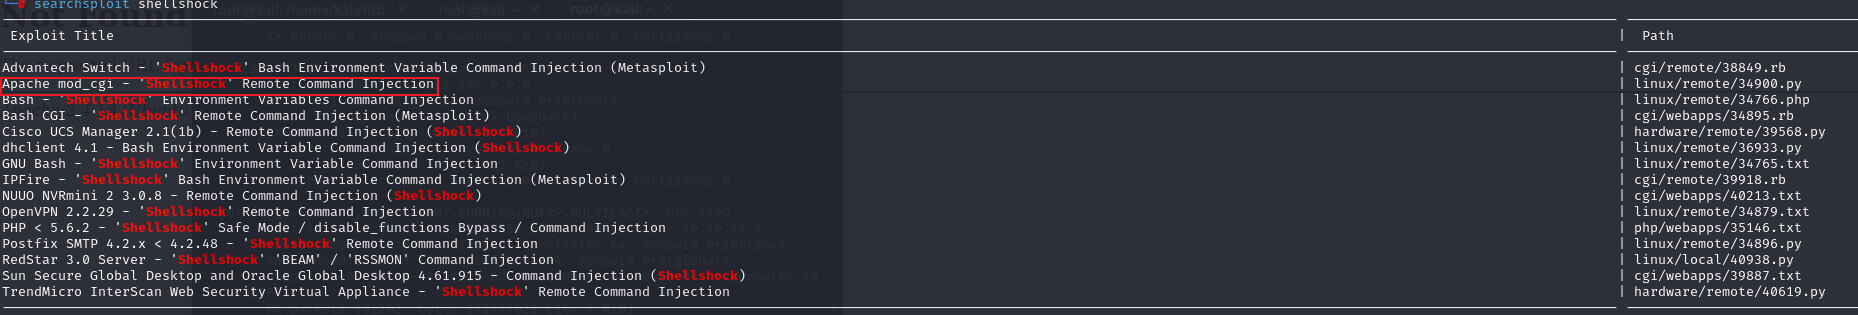 # searchsploit shellshock
Exploit Title | Path
Advantech Switch - 'Shellshock' Bash Environment Variable Command Injection (Metasploit) | cgi/remote/38849.rb
Apache mod_cgi - 'Shellshock' Remote Command Injection | linux/remote/34900.py
Bash - 'Shellshock' Environment Variables Command Injection | linux/remote/34766.php
Bash CGI - 'Shellshock' Remote Command Injection (Metasploit) | cgi/webapps/34895.rb
Cisco UCS Manager 2.1(1b) - Remote Command Injection (Shellshock) | hardware/remote/39568.py
dhclient 4.1 - Bash Environment Variable Command Injection (Shellshock) | linux/remote/36933.py
GNU Bash - 'Shellshock' Environment Variable Command Injection | linux/remote/34765.txt
IPFire - 'Shellshock' Bash Environment Variable Command Injection (Metasploit) | cgi/remote/39918.rb
NUUO NVRmini 2 3.0.8 - Remote Command Injection (Shellshock) | cgi/webapps/40213.txt
OpenVPN 2.2.29 - 'Shellshock' Remote Command Injection | linux/remote/34879.txt
PHP < 5.6.2 - 'Shellshock' Safe Mode / disable_functions Bypass / Command Injection | php/webapps/35146.txt
Postfix SMTP 4.2.x < 4.2.48 - 'Shellshock' Remote Command Injection | linux/remote/34896.py
RedStar 3.0 Server - 'Shellshock' 'BEAM' / 'RSSMON' Command Injection | linux/local/40938.py
Sun Secure Global Desktop and Oracle Global Desktop 4.61.915 - Command Injection (Shellshock) | cgi/webapps/39887.txt
TrendMicro InterScan Web Security Virtual Appliance - 'Shellshock' Remote Command Injection | hardware/remote/40619.py